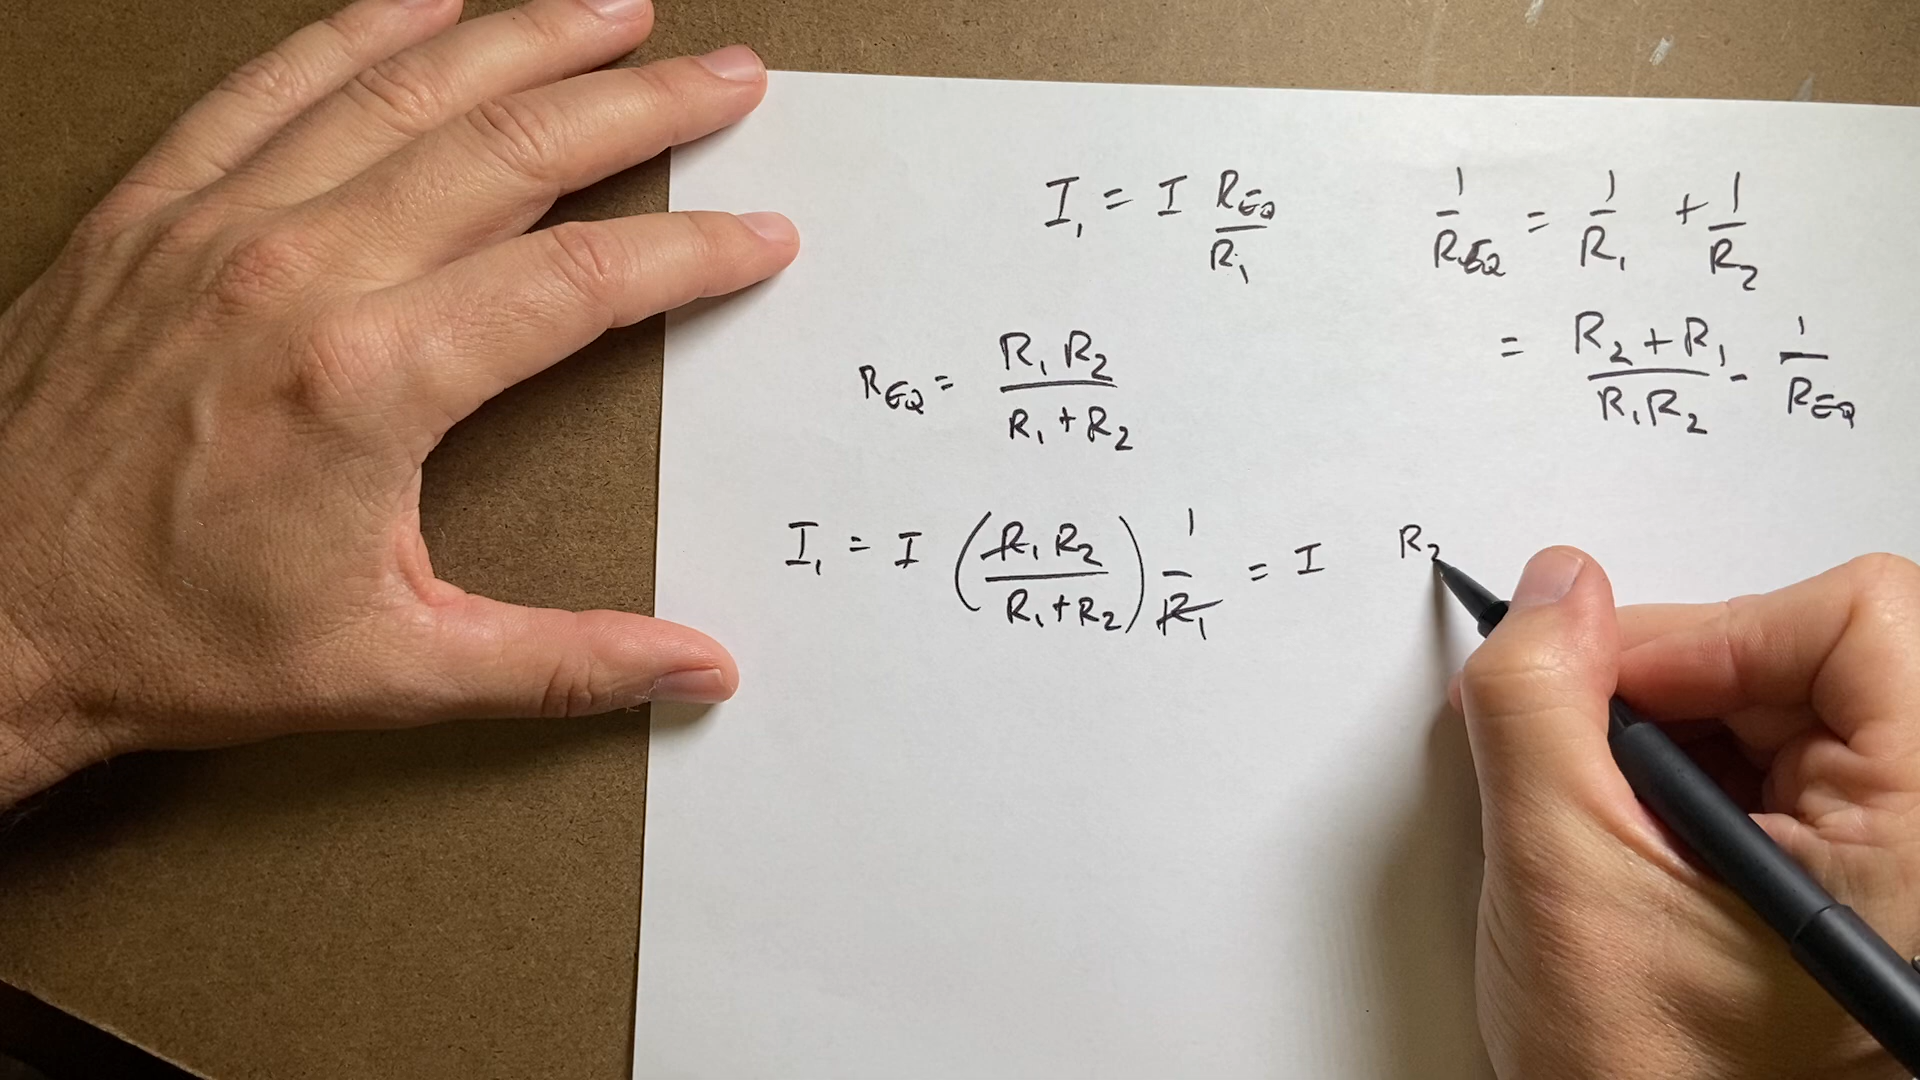 I₁ = I R_EQ / R₁
1/R_EQ = 1/R₁ + 1/R₂
= (R₂ + R₁) / (R₁R₂) - 1/R_EQ
R_EQ = R₁R₂ / (R₁ + R₂)
I₁ = I (R₁R₂ / (R₁+R₂)) 1/R₁ = I R₂